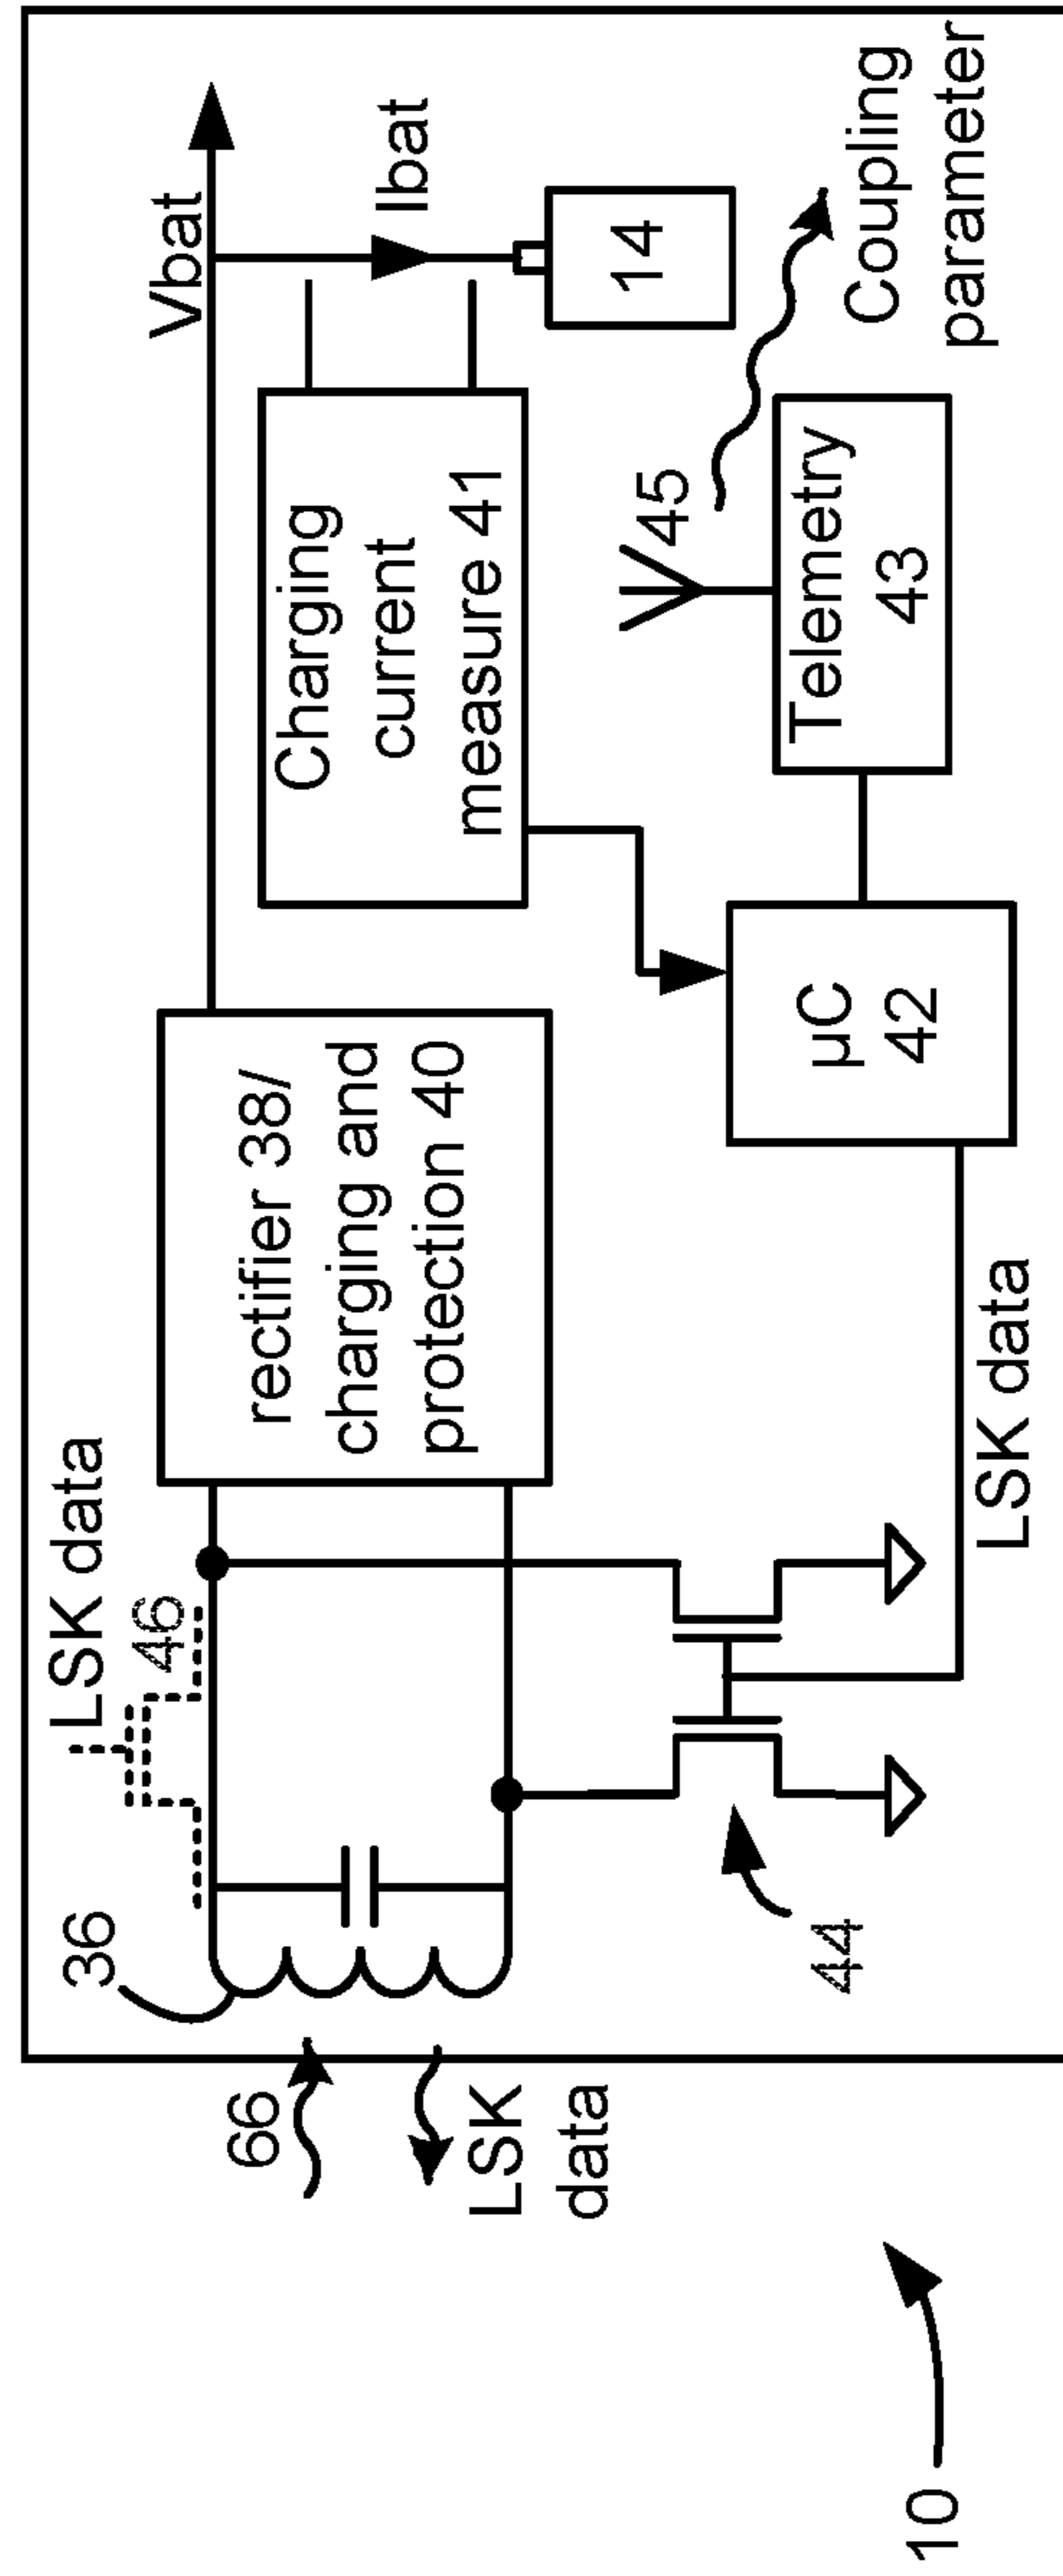 LSK data
46
36
66
LSK
data
10
rectifier 38/
charging and
protection 40
Vbat
Ibat
14
Charging
current
measure 41
45
Coupling
parameter
Telemetry
43
µC
42
LSK data
44